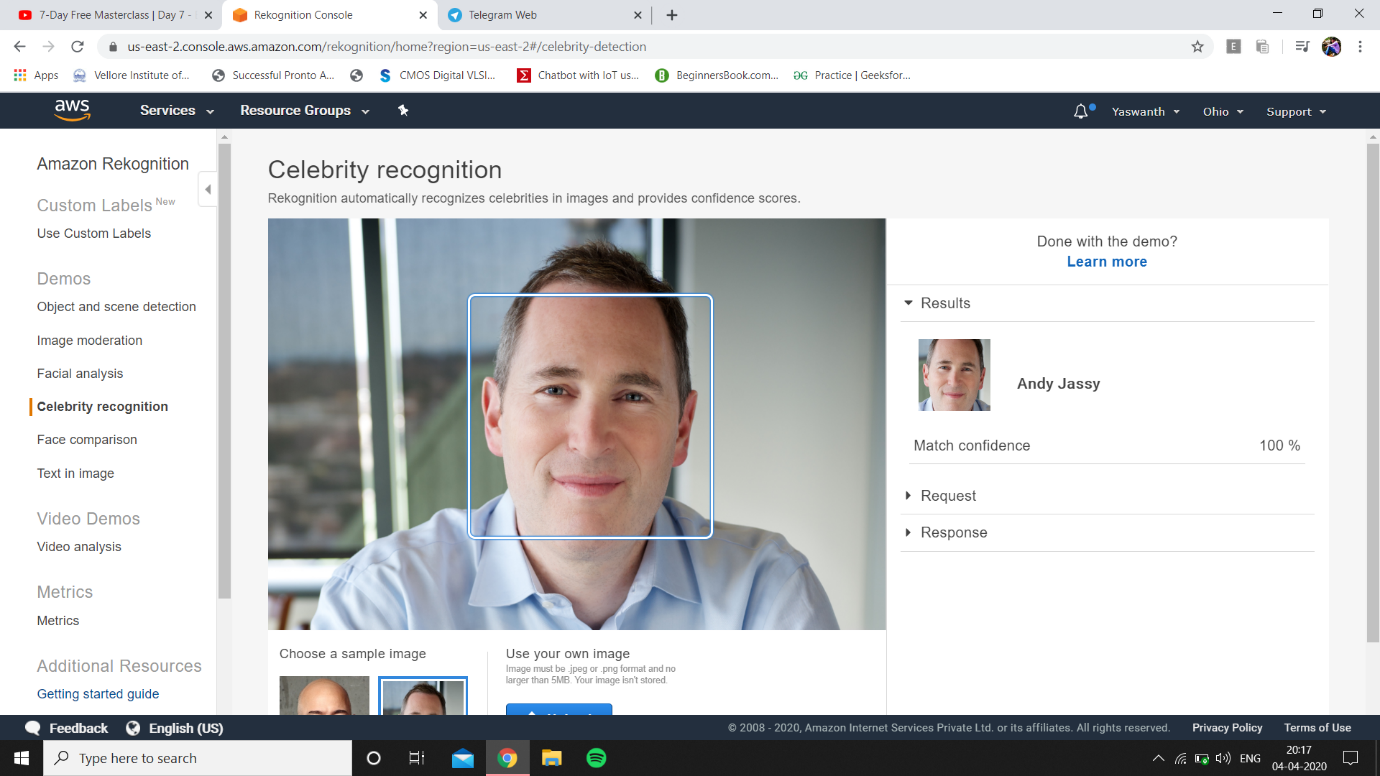 7-Day Free Masterclass | Day 7 -
Rekognition Console
Telegram Web
us-east-2.console.aws.amazon.com/rekognition/home?region=us-east-2#/celebrity-detection
Apps
Vellore Institute of...
Successful Pronto A...
CMOS Digital VLSI...
Chatbot with IoT us...
BeginnersBook.com...
Practice | Geeksfor...
aws
Services
Resource Groups
Yaswanth
Ohio
Support
Amazon Rekognition
Custom Labels New
Use Custom Labels
Demos
Object and scene detection
Image moderation
Facial analysis
Celebrity recognition
Face comparison
Text in image
Video Demos
Video analysis
Metrics
Metrics
Additional Resources
Getting started guide
Celebrity recognition
Rekognition automatically recognizes celebrities in images and provides confidence scores.
Done with the demo?
Learn more
Results
Andy Jassy
Match confidence 100 %
Request
Response
Choose a sample image
Use your own image
Image must be .jpeg or .png format and no
larger than 5MB. Your image isn't stored.
Feedback
English (US)
© 2008 - 2020, Amazon Internet Services Private Ltd. or its affiliates. All rights reserved.
Privacy Policy
Terms of Use
Type here to search
ENG
20:17
04-04-2020